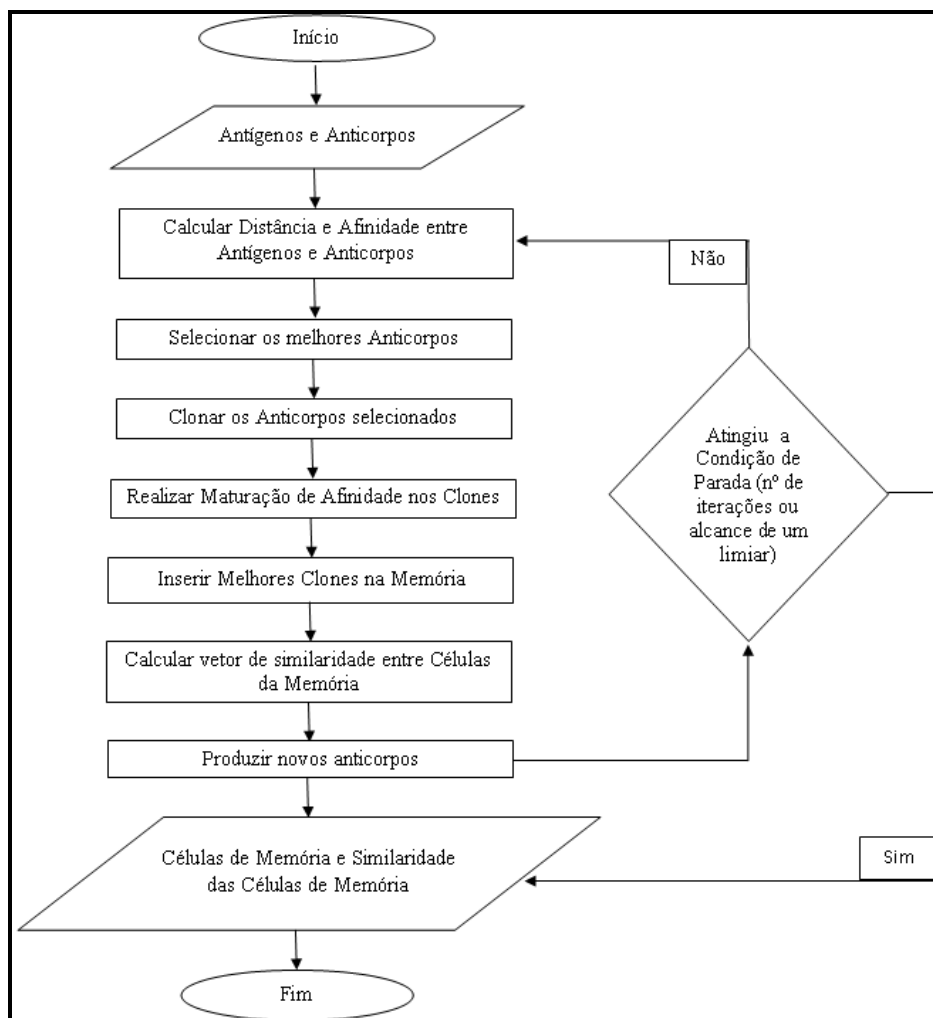 Início
Antígenos e Anticorpos
Calcular Distância e Afinidade entre
Antígenos e Anticorpos
Não
Selecionar os melhores Anticorpos
Clonar os Anticorpos selecionados
Atingiu a
Condição de
Parada (nº de
iterações ou
alcance de um
limiar)
Realizar Maturação de Afinidade nos Clones
Inserir Melhores Clones na Memória
Calcular vetor de similaridade entre Células
da Memória
Produzir novos anticorpos
Células de Memória e Similaridade
das Células de Memória
Sim
Fim